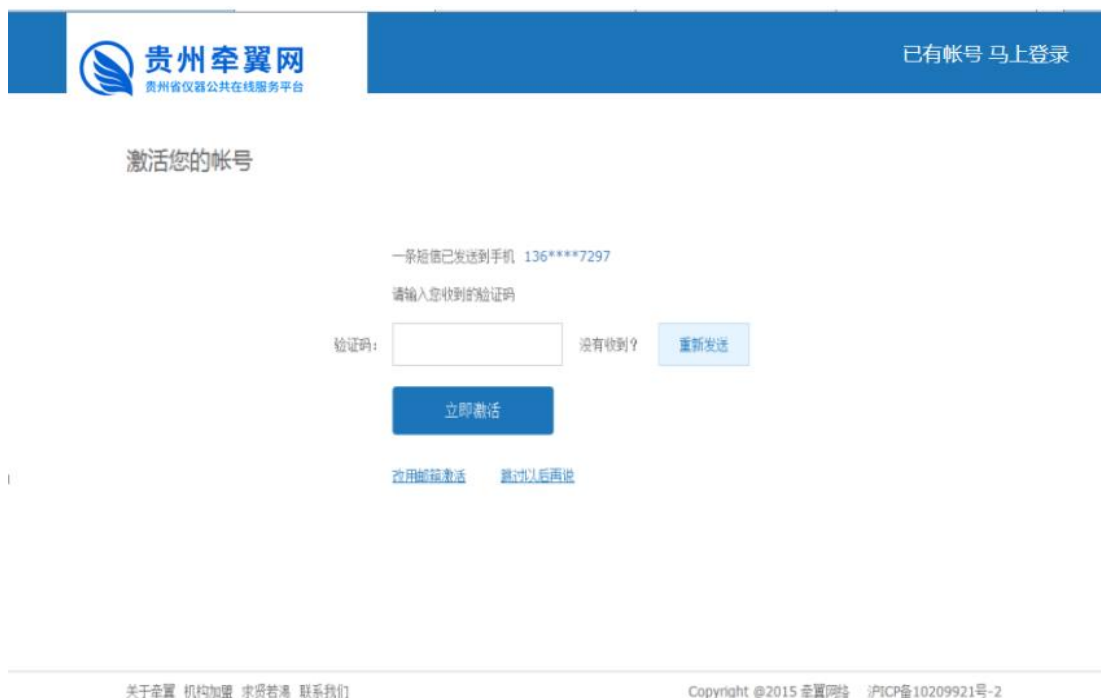 贵州牵翼网
贵州省仪器公共在线服务平台
已有帐号 马上登录
激活您的帐号
一条短信已发送到手机 136****7297
请输入您收到的验证码
验证码: 没有收到? 重新发送
立即激活
改用邮箱激活 跳过以后再说
关于牵翼 机构加盟 求贤若渴 联系我们 Copyright @2015 牵翼网络 沪ICP备10209921号-2